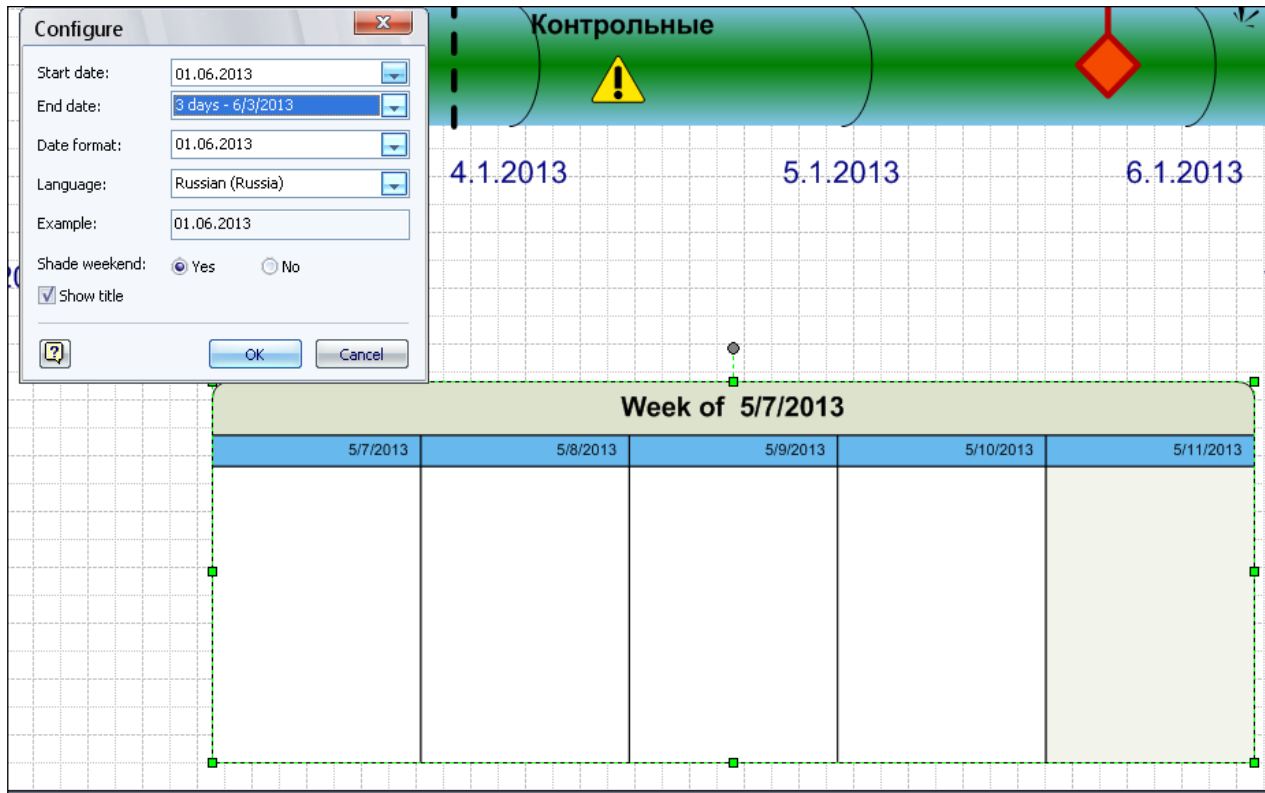 Configure
Контрольные
Start date:
01.06.2013
End date:
3 days - 6/3/2013
Date format:
01.06.2013
Language:
Russian (Russia)
Example:
01.06.2013
Shade weekend:
Yes
No
Show title
OK
Cancel
4.1.2013
5.1.2013
6.1.2013
Week of 5/7/2013
5/7/2013
5/8/2013
5/9/2013
5/10/2013
5/11/2013